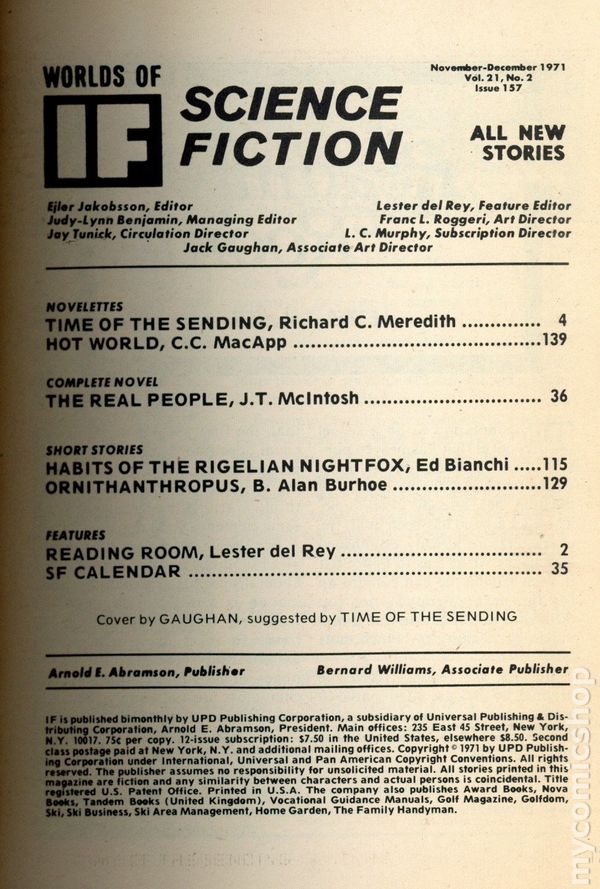 WORLDS OF
IF
SCIENCE
FICTION
November-December 1971
Vol. 21, No. 2
Issue 157
ALL NEW
STORIES
Ejler Jakobsson, Editor
Judy-Lynn Benjamin, Managing Editor
Jay Tunick, Circulation Director
Lester del Rey, Feature Editor
Franc L. Roggeri, Art Director
L. C. Murphy, Subscription Director
Jack Gaughan, Associate Art Director
NOVELETTES
TIME OF THE SENDING, Richard C. Meredith .............. 4
HOT WORLD, C.C. MacApp ............................................139
COMPLETE NOVEL
THE REAL PEOPLE, J.T. McIntosh ............................... 36
SHORT STORIES
HABITS OF THE RIGELIAN NIGHTFOX, Ed Bianchi .....115
ORNITHANTHROPUS, B. Alan Burhoe ..........................129
FEATURES
READING ROOM, Lester del Rey ................................... 2
SF CALENDAR .............................................................. 35
Cover by GAUGHAN, suggested by TIME OF THE SENDING
Arnold E. Abramson, Publisher
Bernard Williams, Associate Publisher
IF is published bimonthly by UPD Publishing Corporation, a subsidiary of Universal Publishing & Dis-
tributing Corporation, Arnold E. Abramson, President. Main offices: 235 East 45 Street, New York,
N.Y. 10017. 75c per copy. 12-issue subscription: $7.50 in the United States, elsewhere $8.50. Second
class postage paid at New York, N.Y. and additional mailing offices. Copyright © 1971 by UPD Publish-
ing Corporation under International, Universal and Pan American Copyright Conventions. All rights
reserved. The publisher assumes no responsibility for unsolicited material. All stories printed in this
magazine are fiction and any similarity between characters and actual persons is coincidental. Title
registered U.S. Patent Office. Printed in U.S.A. The company also publishes Award Books, Nova
Books, Tandem Books (United Kingdom), Vocational Guidance Manuals, Golf Magazine, Golfdom,
Ski, Ski Business, Ski Area Management, Home Garden, The Family Handyman.
mycomicshop